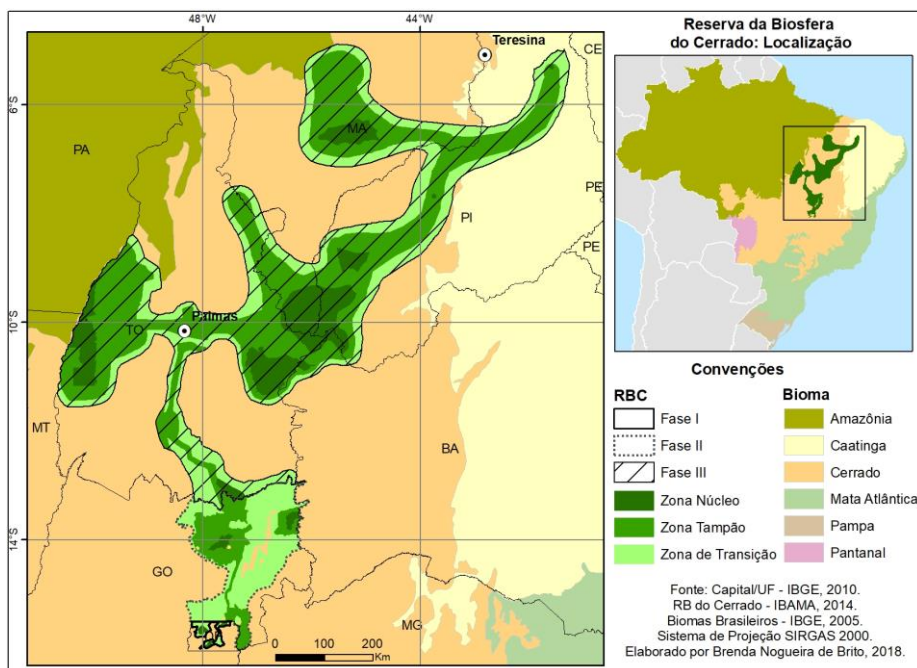 48°W
44°W
Teresina
CE
6°S
MA
PA
PI
PE
PE
Palmas
TO
10°S
MT
BA
14°S
GO
MG
0
100
200
Km
Reserva da Biosfera
do Cerrado: Localização
Convenções
RBC
Fase I
Fase II
Fase III
Zona Núcleo
Zona Tampão
Zona de Transição
Bioma
Amazônia
Caatinga
Cerrado
Mata Atlântica
Pampa
Pantanal
Fonte: Capital/UF - IBGE, 2010.
RB do Cerrado - IBAMA, 2014.
Biomas Brasileiros - IBGE, 2005.
Sistema de Projeção SIRGAS 2000.
Elaborado por Brenda Nogueira de Brito, 2018.